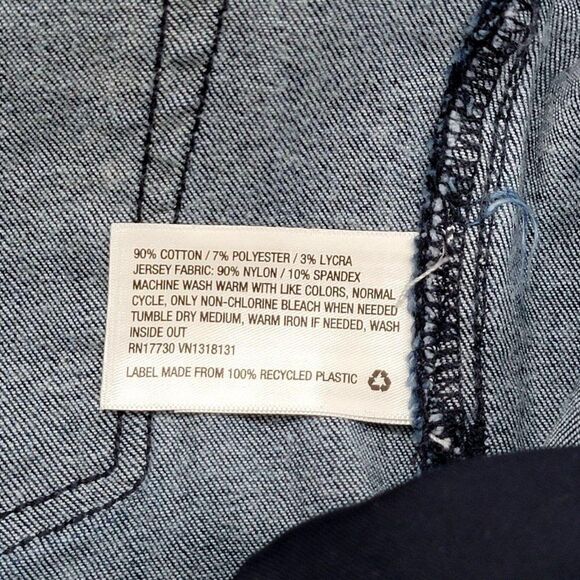 90% COTTON / 7% POLYESTER / 3% LYCRA
JERSEY FABRIC: 90% NYLON / 10% SPANDEX
MACHINE WASH WARM WITH LIKE COLORS, NORMAL
CYCLE, ONLY NON-CHLORINE BLEACH WHEN NEEDED
TUMBLE DRY MEDIUM, WARM IRON IF NEEDED, WASH
INSIDE OUT
RN17730 VN1318131
LABEL MADE FROM 100% RECYCLED PLASTIC